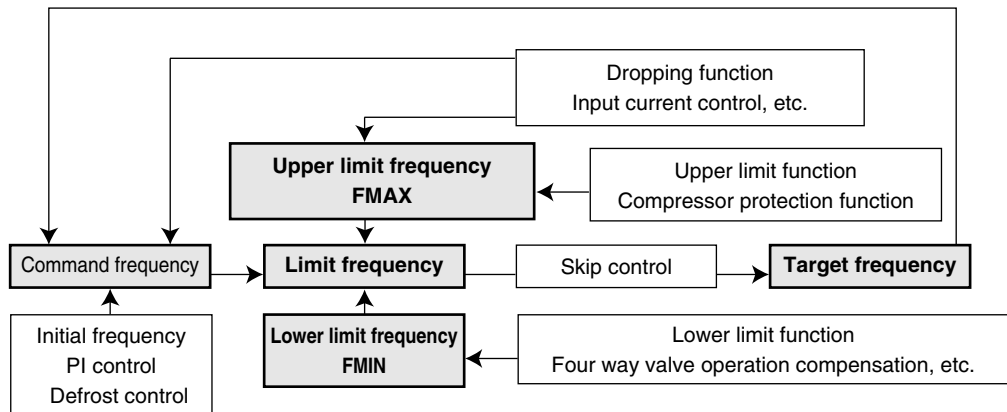 Dropping function
Input current control, etc.
Upper limit frequency
FMAX
Upper limit function
Compressor protection function
Command frequency
Limit frequency
Skip control
Target frequency
Initial frequency
PI control
Defrost control
Lower limit frequency
FMIN
Lower limit function
Four way valve operation compensation, etc.